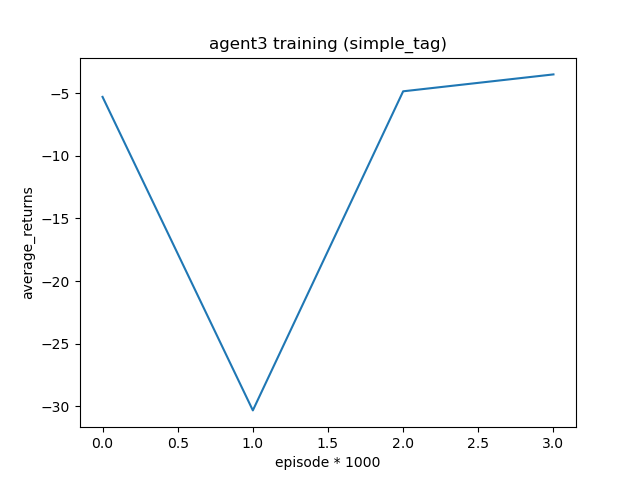 agent3 training (simple_tag)
average_returns
−5
−10
−15
−20
−25
−30
0.0 0.5 1.0 1.5 2.0 2.5 3.0
episode * 1000